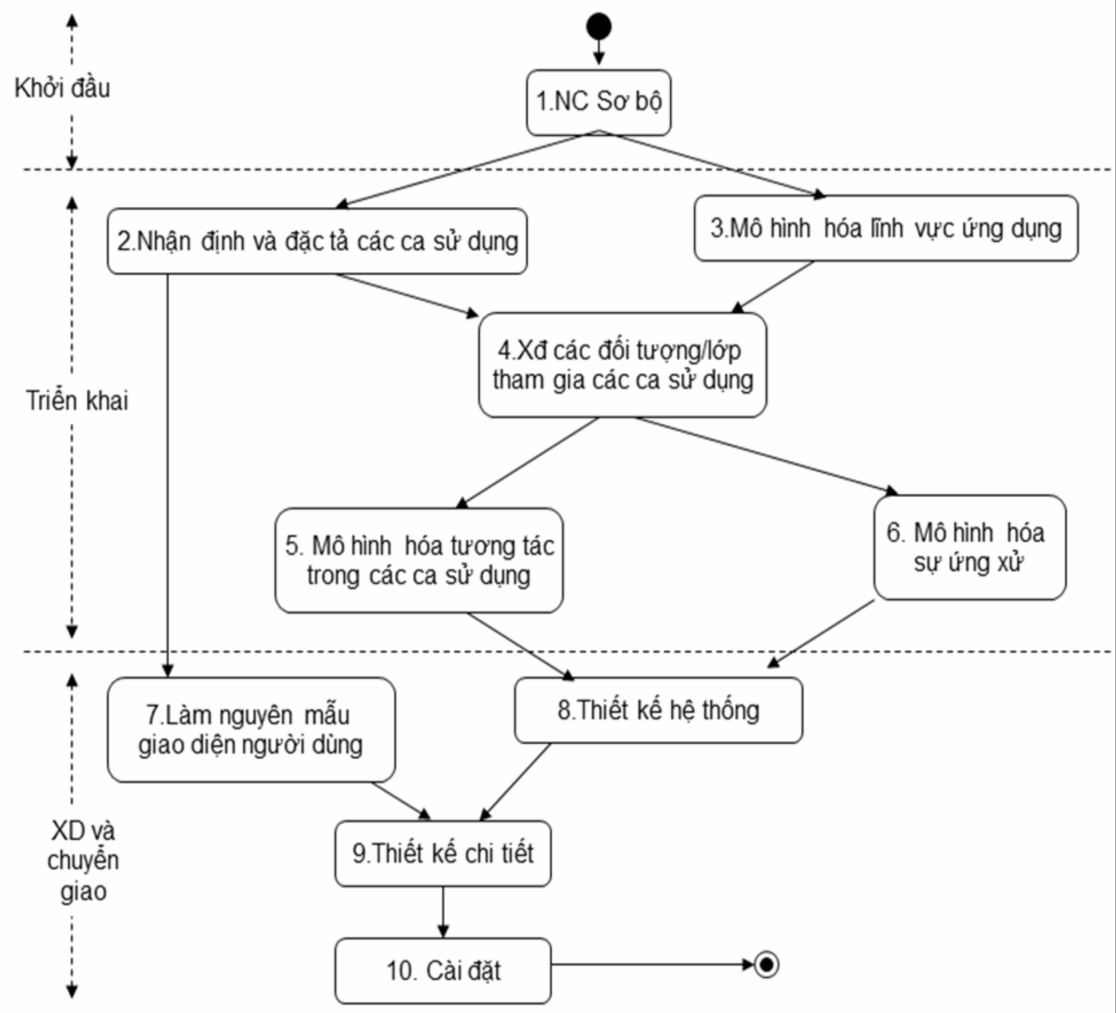 Khởi đầu
1.NC Sơ bộ
2.Nhận định và đặc tả các ca sử dụng
3.Mô hình hóa lĩnh vực ứng dụng
4.Xđ các đối tượng/lớp
tham gia các ca sử dụng
Triển khai
5. Mô hình hóa tương tác
trong các ca sử dụng
6. Mô hình hóa
sự ứng xử
7.Làm nguyên mẫu
giao diện người dùng
8.Thiết kế hệ thống
XD và
chuyển
giao
9.Thiết kế chi tiết
10. Cài đặt